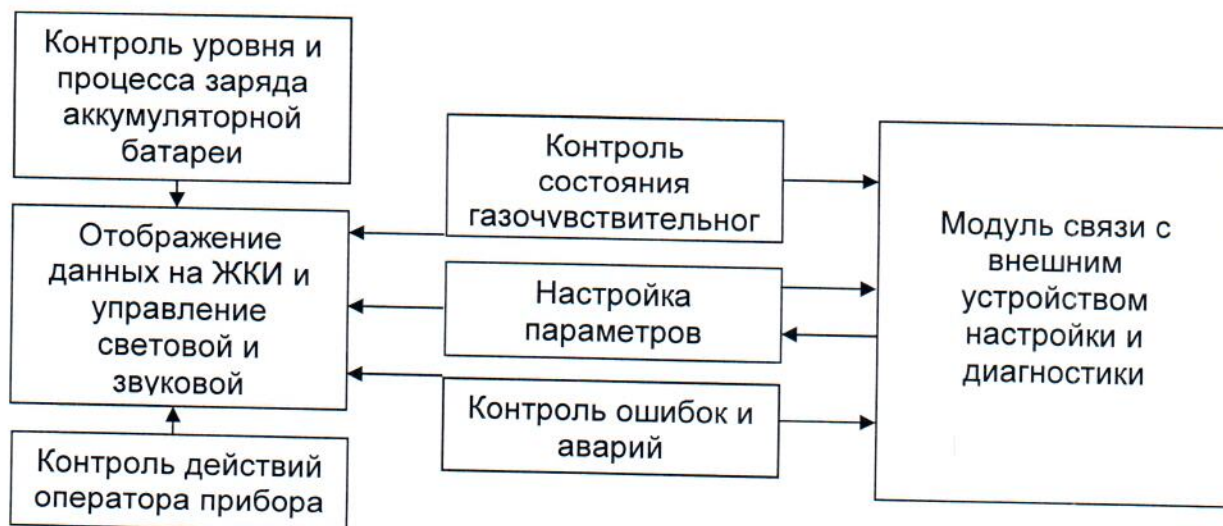 Контроль уровня и
процесса заряда
аккумуляторной
батареи
Отображение
данных на ЖКИ и
управление
световой и
звуковой
Контроль действий
оператора прибора
Контроль
состояния
газочувствительног
Настройка
параметров
Контроль ошибок и
аварий
Модуль связи с
внешним
устройством
настройки и
диагностики